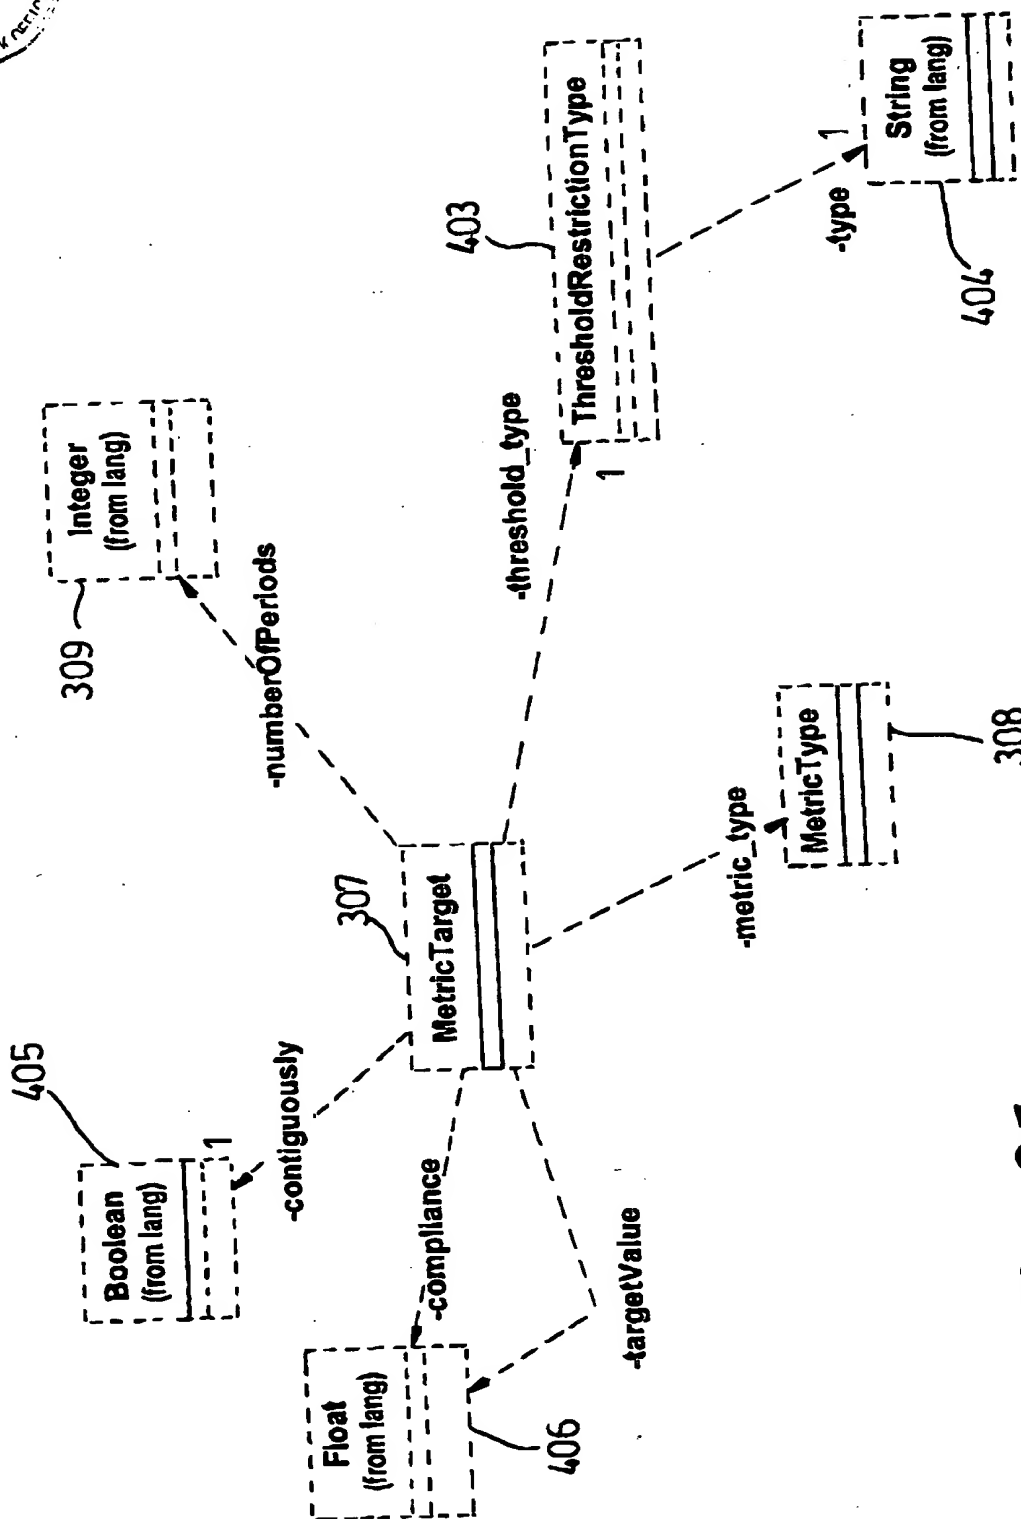 405
Boolean
(from lang)
1
-contiguously
309
Integer
(from lang)
-numberOfPeriods
Float
(from lang)
406
-compliance
-targetValue
307
MetricTarget
-threshold_type
1
403
ThresholdRestrictionType
-metric_type
MetricType
308
-type
1
String
(from lang)
404